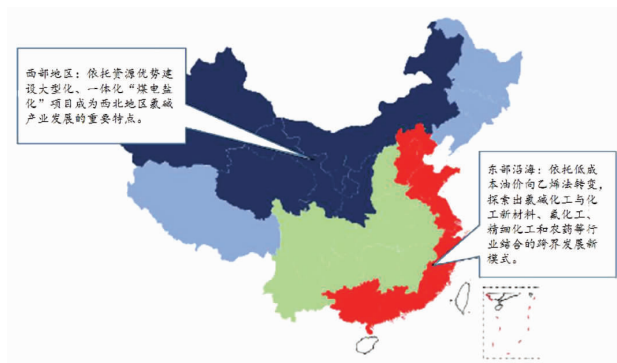 西部地区：依托资源优势建
设大型化、一体化“煤电盐
化”项目成为西北地区氯碱
产业发展的重要特点。
东部沿海：依托低成
本油价向乙烯法转变，
探索出氯碱化工与化
工新材料、氟化工、
精细化工和农药等行
业结合的跨界发展新
模式。